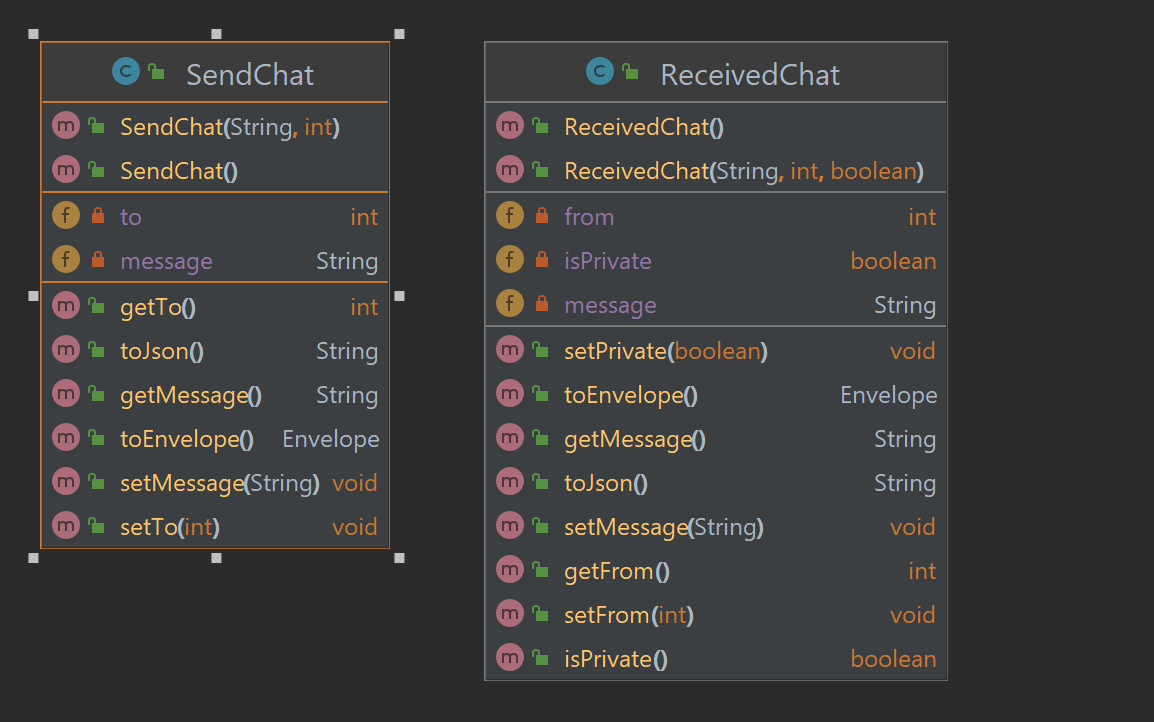 C SendChat
m SendChat(String, int)
m SendChat()
f to int
f message String
m getTo() int
m toJson() String
m getMessage() String
m toEnvelope() Envelope
m setMessage(String) void
m setTo(int) void
C ReceivedChat
m ReceivedChat()
m ReceivedChat(String, int, boolean)
f from int
f isPrivate boolean
f message String
m setPrivate(boolean) void
m toEnvelope() Envelope
m getMessage() String
m toJson() String
m setMessage(String) void
m getFrom() int
m setFrom(int) void
m isPrivate() boolean